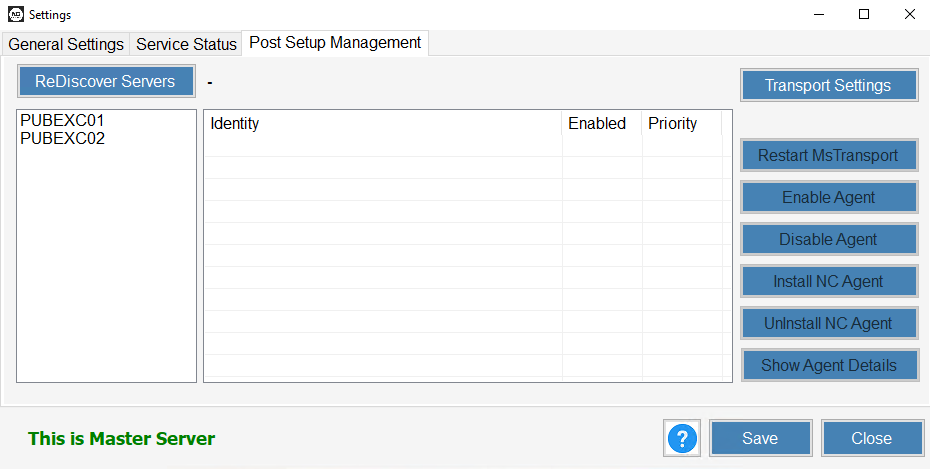 Settings
General Settings
Service Status
Post Setup Management
ReDiscover Servers
-
Transport Settings
PUBEXC01
PUBEXC02
Identity
Enabled
Priority
Restart MsTransport
Enable Agent
Disable Agent
Install NC Agent
UnInstall NC Agent
Show Agent Details
This is Master Server
?
Save
Close